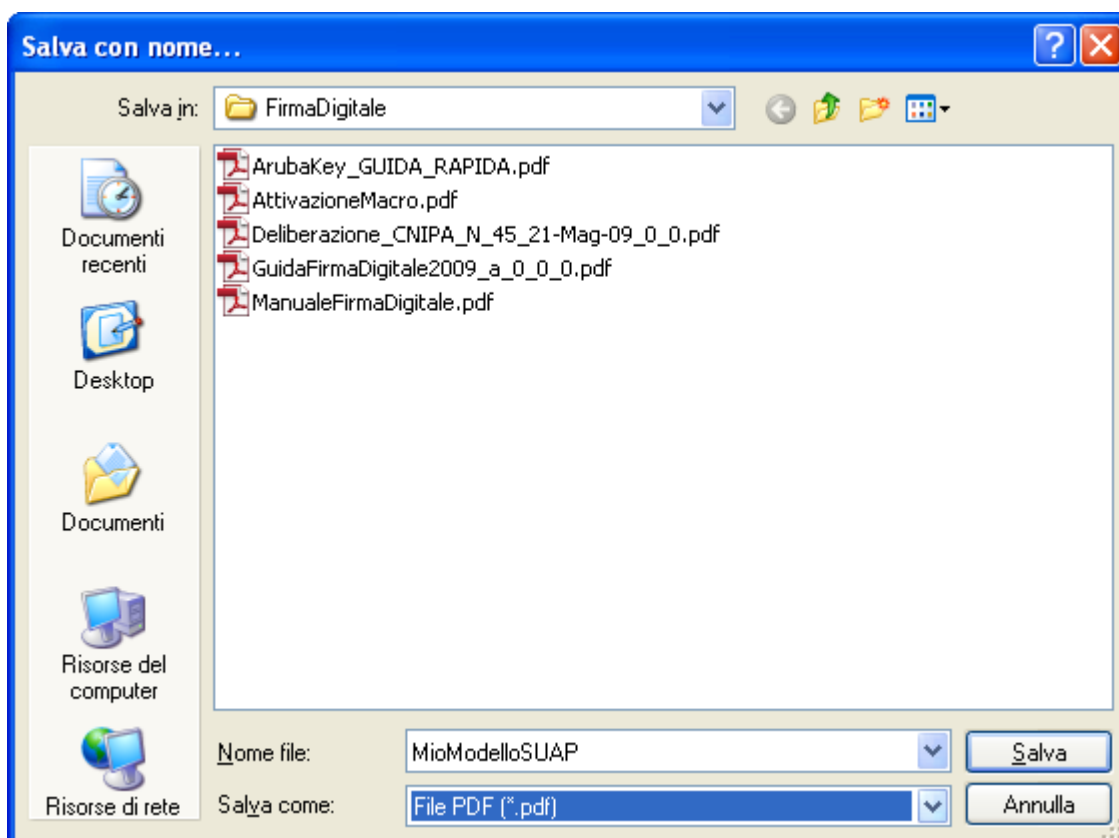 Salva con nome...
Salva in:
FirmaDigitale
Documenti
recenti
Desktop
Documenti
Risorse del
computer
Risorse di rete
ArubaKey_GUIDA_RAPIDA.pdf
AttivazioneMacro.pdf
Deliberazione_CNIPA_N_45_21-Mag-09_0_0.pdf
GuidaFirmaDigitale2009_a_0_0_0.pdf
ManualeFirmaDigitale.pdf
Nome file:
MioModelloSUAP
Salva
Salva come:
File PDF (*.pdf)
Annulla